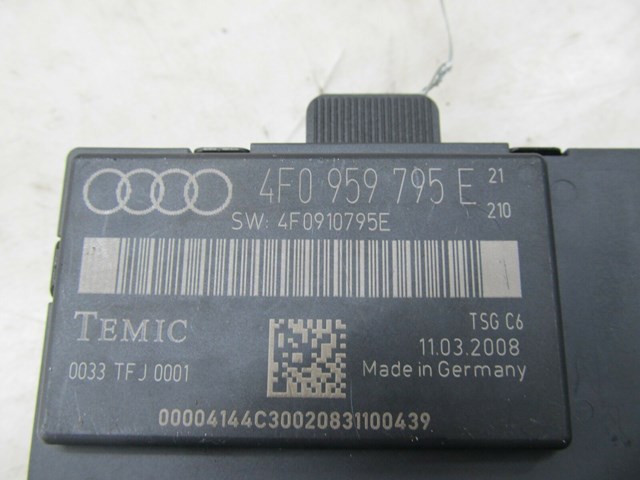 4F0 959 795 E 21
210
SW: 4F0910795E
TEMIC
TSG C6
11.03.2008
0033 TFJ 0001
Made in Germany
00004144C30020831100439